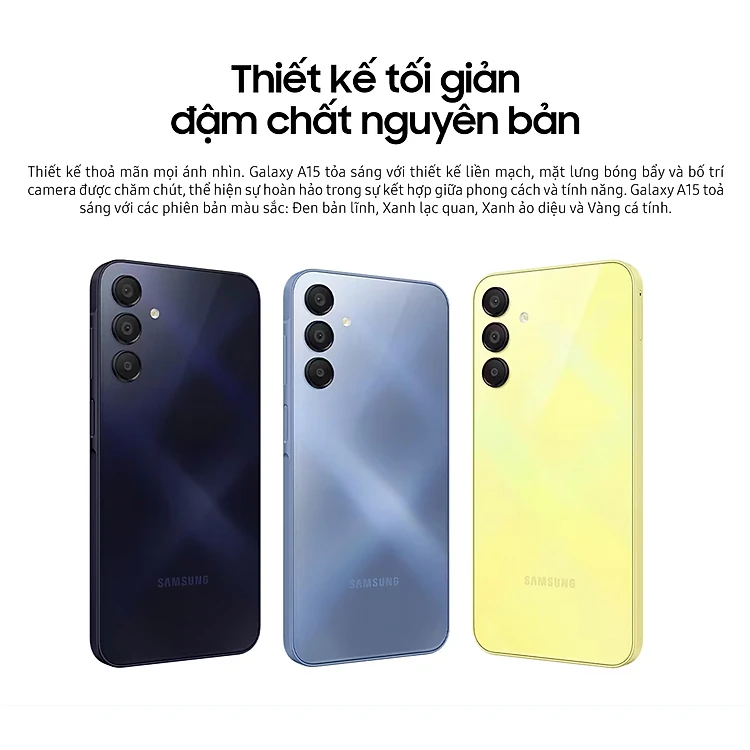 Thiết kế tối giản
đậm chất nguyên bản
Thiết kế thoả mãn mọi ánh nhìn. Galaxy A15 tỏa sáng với thiết kế liền mạch, mặt lưng bóng bẩy và bố trí
camera được chăm chút, thể hiện sự hoàn hảo trong sự kết hợp giữa phong cách và tính năng. Galaxy A15 toả
sáng với các phiên bản màu sắc: Đen bản lĩnh, Xanh lạc quan, Xanh ảo diệu và Vàng cá tính.
SAMSUNG
SAMSUNG
SAMSUNG